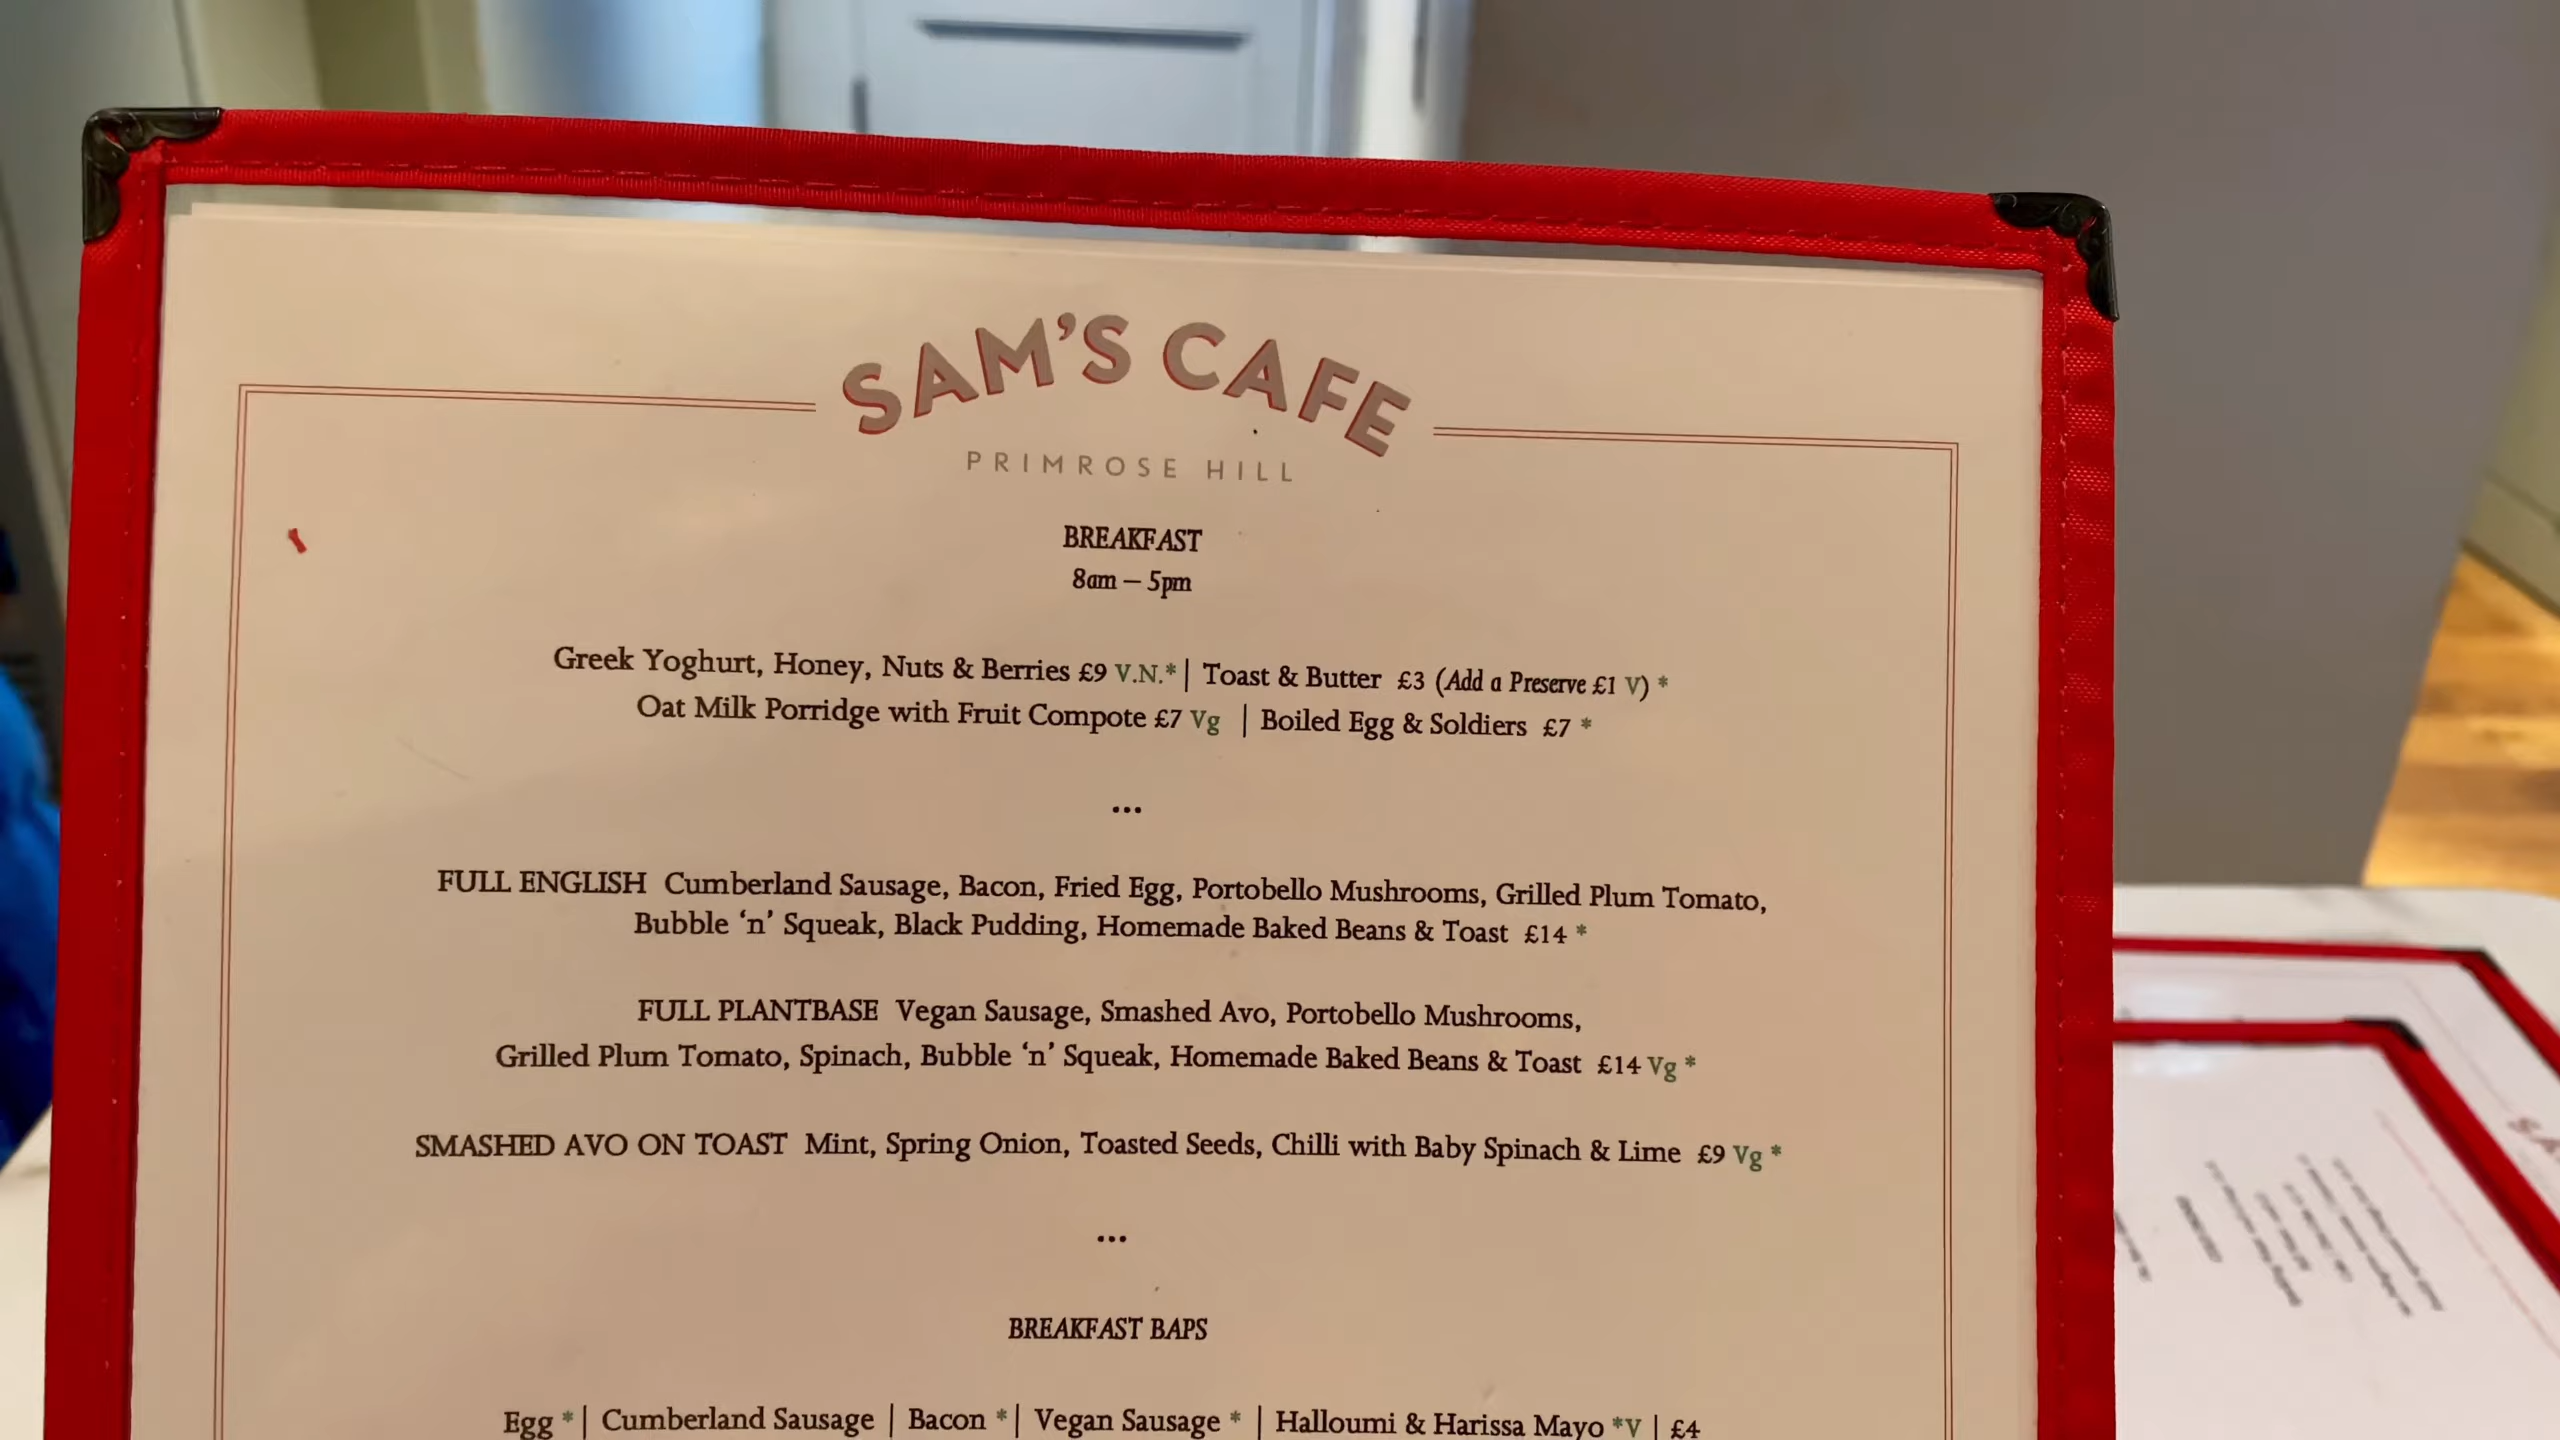 SAM'S CAFE
PRIMROSE HILL
BREAKFAST
8am – 5pm
Greek Yoghurt, Honey, Nuts & Berries £9 V.N.* | Toast & Butter £3 (Add a Preserve £1 V) *
Oat Milk Porridge with Fruit Compote £7 Vg | Boiled Egg & Soldiers £7 *
...
FULL ENGLISH Cumberland Sausage, Bacon, Fried Egg, Portobello Mushrooms, Grilled Plum Tomato,
Bubble ‘n’ Squeak, Black Pudding, Homemade Baked Beans & Toast £14 *
FULL PLANTBASE Vegan Sausage, Smashed Avo, Portobello Mushrooms,
Grilled Plum Tomato, Spinach, Bubble ‘n’ Squeak, Homemade Baked Beans & Toast £14 Vg *
SMASHED AVO ON TOAST Mint, Spring Onion, Toasted Seeds, Chilli with Baby Spinach & Lime £9 Vg *
...
BREAKFAST BAPS
Egg * | Cumberland Sausage | Bacon * | Vegan Sausage * | Halloumi & Harissa Mayo *V | £4